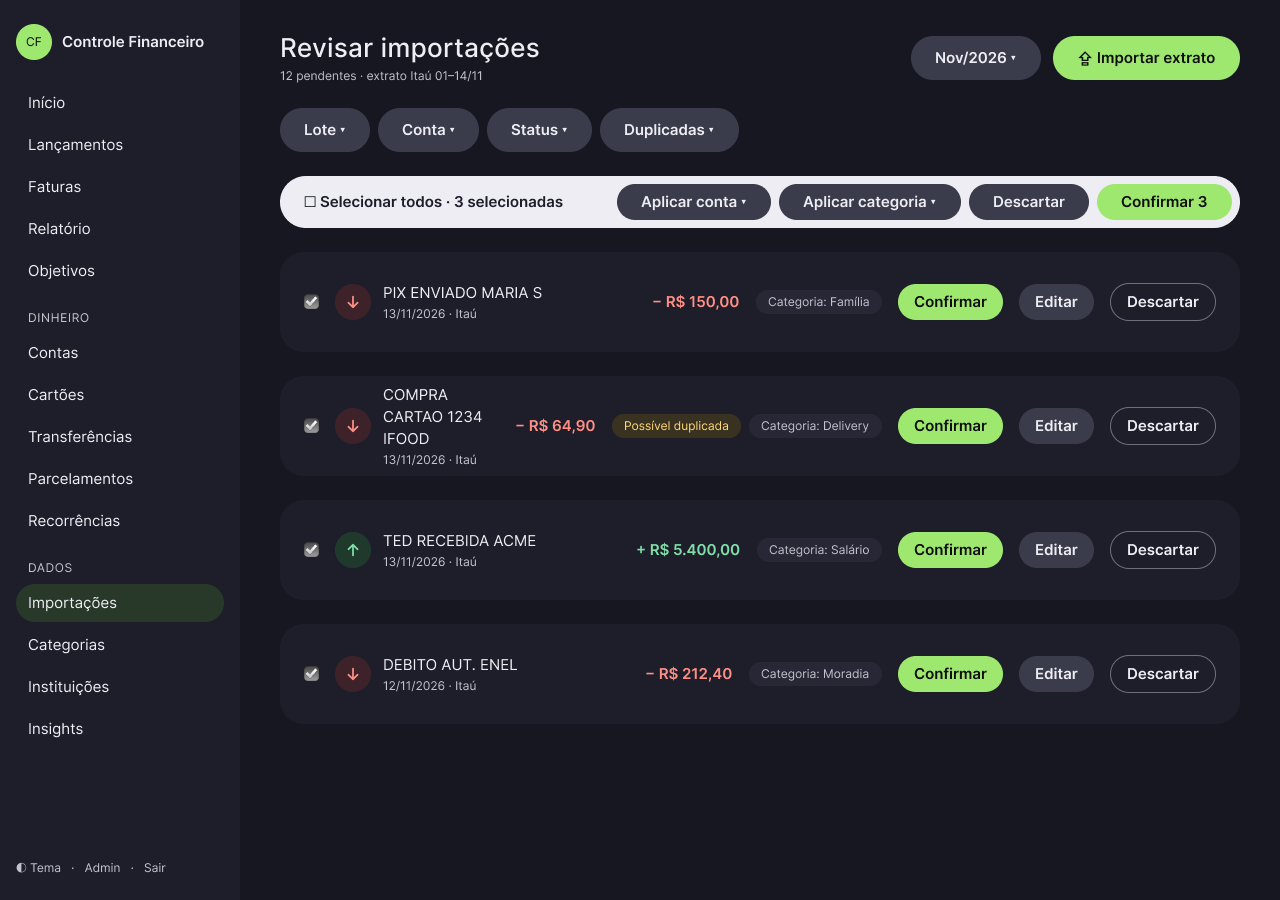 CF Controle Financeiro
Início
Lançamentos
Faturas
Relatório
Objetivos
DINHEIRO
Contas
Cartões
Transferências
Parcelamentos
Recorrências
DADOS
Importações
Categorias
Instituições
Insights
◐ Tema · Admin · Sair
Revisar importações
12 pendentes · extrato Itaú 01–14/11
Nov/2026 ▾
⇪ Importar extrato
Lote ▾
Conta ▾
Status ▾
Duplicadas ▾
☐ Selecionar todos · 3 selecionadas
Aplicar conta ▾
Aplicar categoria ▾
Descartar
Confirmar 3
PIX ENVIADO MARIA S
13/11/2026 · Itaú
− R$ 150,00
Categoria: Família
Confirmar
Editar
Descartar
COMPRA
CARTAO 1234
IFOOD
13/11/2026 · Itaú
− R$ 64,90
Possível duplicada
Categoria: Delivery
Confirmar
Editar
Descartar
TED RECEBIDA ACME
13/11/2026 · Itaú
+ R$ 5.400,00
Categoria: Salário
Confirmar
Editar
Descartar
DEBITO AUT. ENEL
12/11/2026 · Itaú
− R$ 212,40
Categoria: Moradia
Confirmar
Editar
Descartar